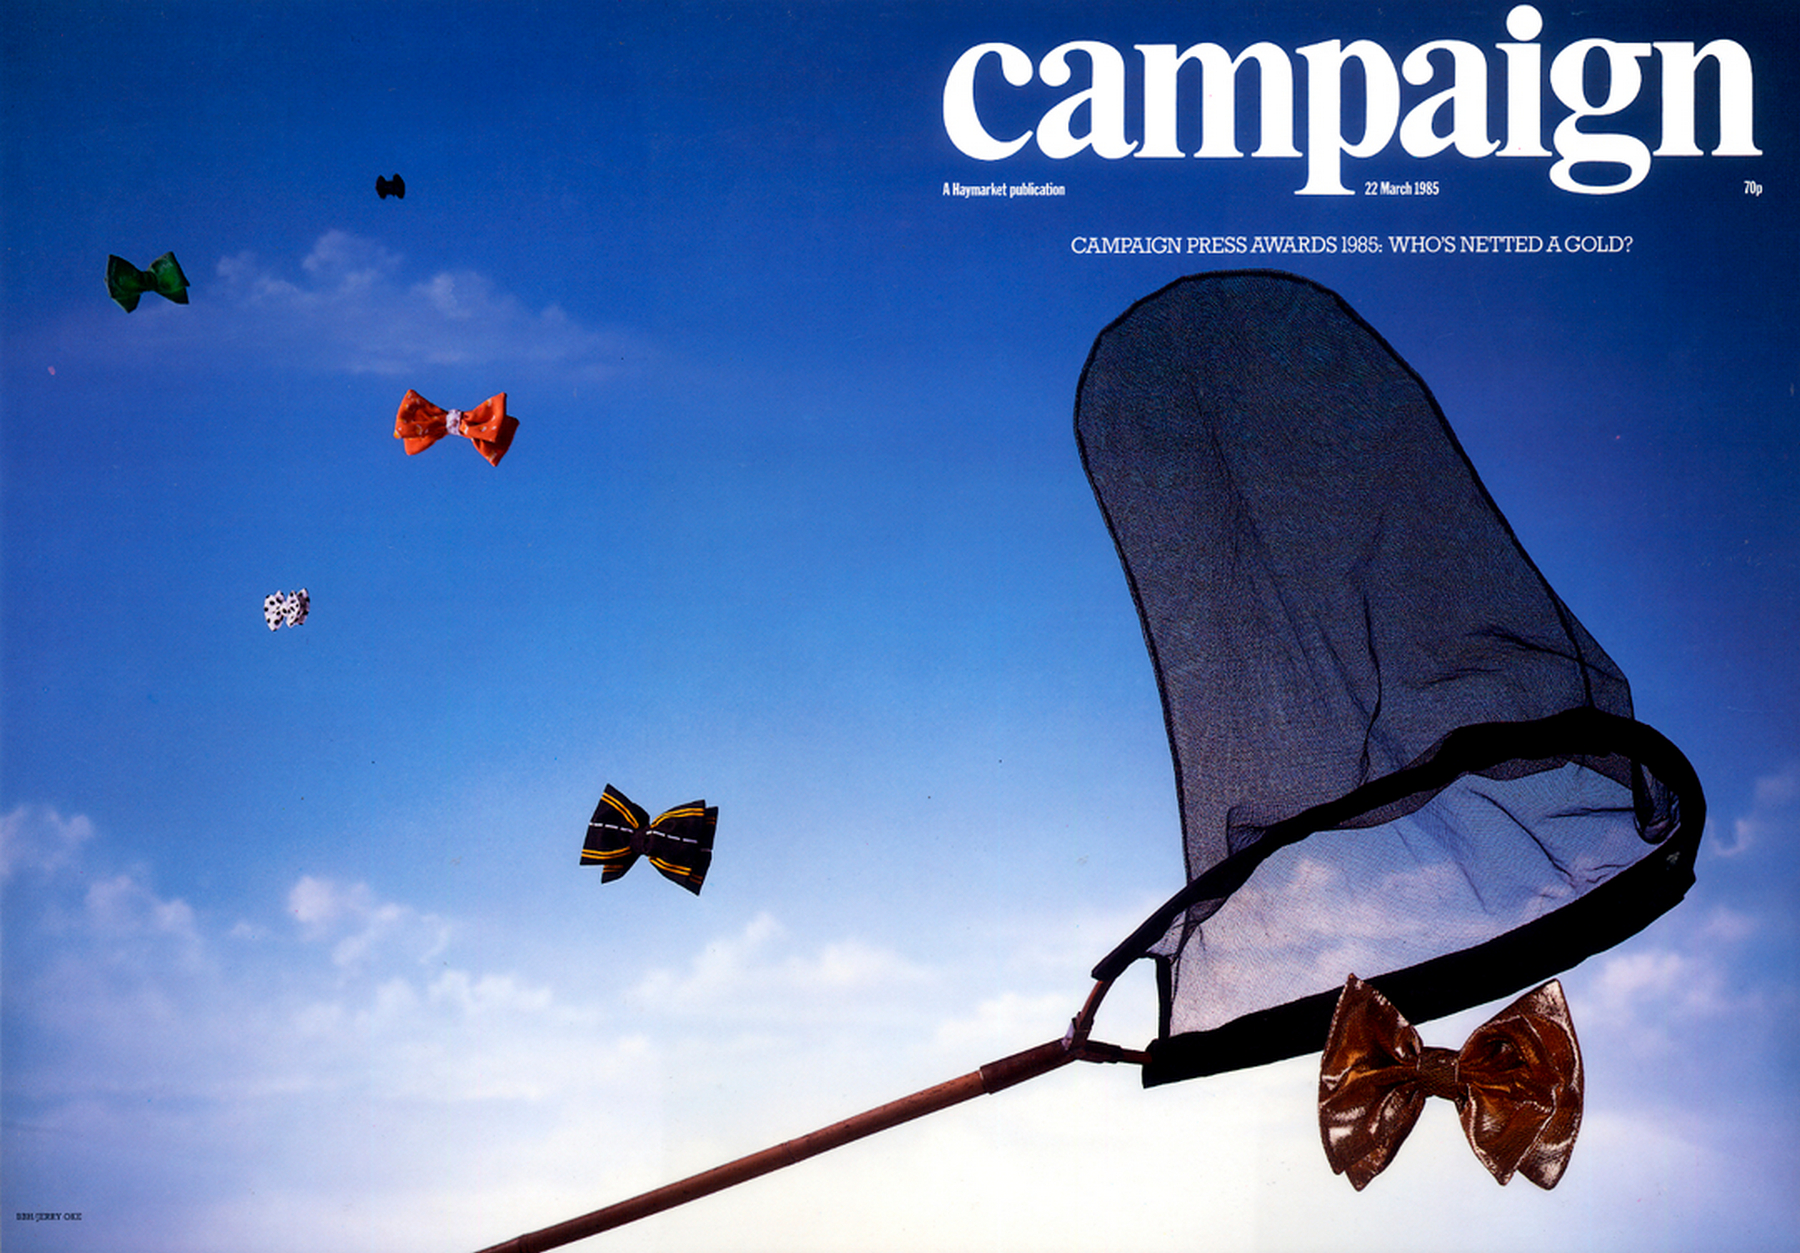 campaign
A Haymarket publication 22 March 1985 70p
CAMPAIGN PRESS AWARDS 1985: WHO'S NETTED A GOLD?
BBH/JERRY OKE